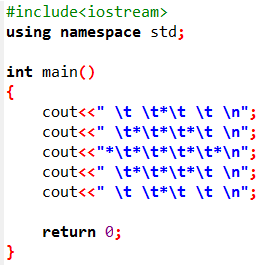 #include<iostream>
using namespace std;

int main()
{
    cout<<" \t \t*\t \t \n";
    cout<<" \t*\t*\t*\t \n";
    cout<<"*\t*\t*\t*\t*\n";
    cout<<" \t*\t*\t*\t \n";
    cout<<" \t \t*\t \t \n";

    return 0;
}